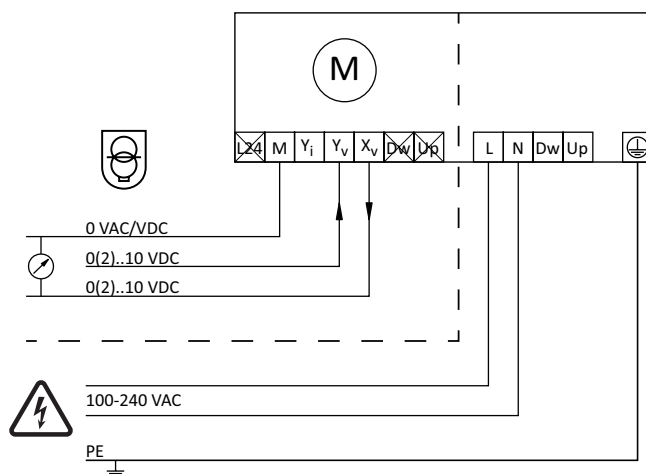 M
L24 M Yi Yv Xv Dw Up L N Dw Up
0 VAC/VDC
0(2)..10 VDC
0(2)..10 VDC
100-240 VAC
PE